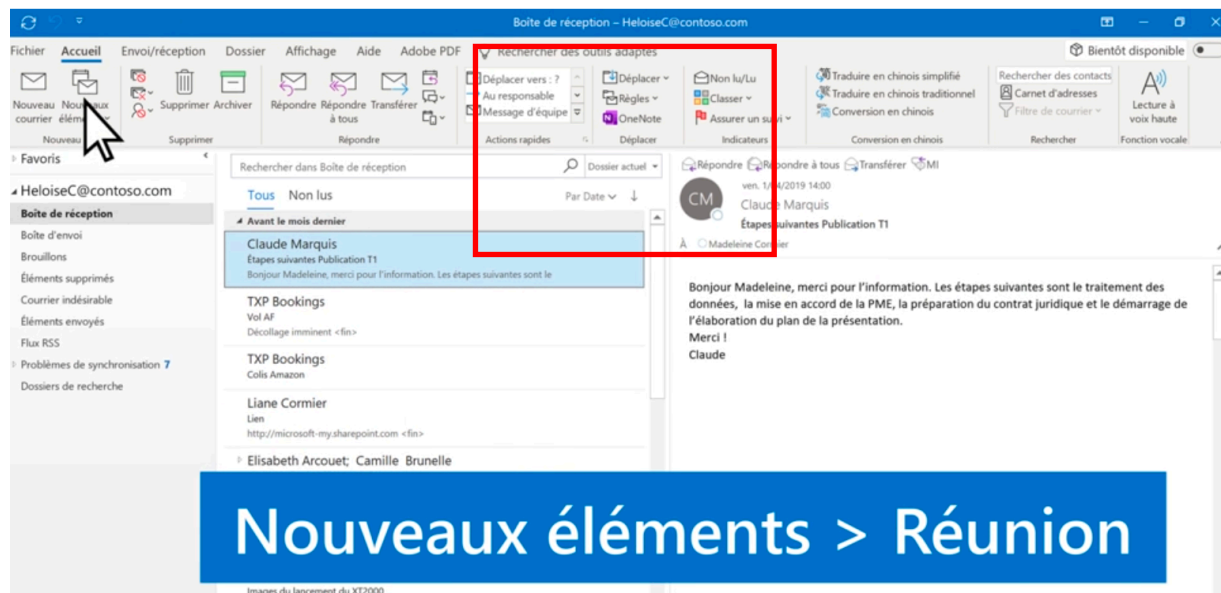 Boîte de réception – HeloiseC@contoso.com
Fichier Accueil Envoi/réception Dossier Affichage Aide Adobe PDF Rechercher des outils adaptés Bientôt disponible
Nouveau courrier
Nouveaux
Supprimer
Archiver
Répondre
Répondre à tous
Transférer
Déplacer vers : ?
Au responsable
Message d'équipe
Déplacer
Règles
OneNote
Non lu/Lu
Classer
Assurer un suivi
Traduire en chinois simplifié
Traduire en chinois traditionnel
Conversion en chinois
Rechercher des contacts
Carnet d'adresses
Filtre de courrier
Lecture à
voix haute
Nouveau Supprimer Répondre Actions rapides Déplacer Indicateurs Conversion en chinois Rechercher Fonction vocale
Favoris
HeloiseC@contoso.com
Boîte de réception
Boîte d'envoi
Brouillons
Éléments supprimés
Courrier indésirable
Éléments envoyés
Flux RSS
Problèmes de synchronisation 7
Dossiers de recherche
Rechercher dans Boîte de réception Dossier actuel
Tous Non lus Par Date
Avant le mois dernier
Claude Marquis
Étapes suivantes Publication T1
Bonjour Madeleine, merci pour l'information. Les étapes suivantes sont le
TXP Bookings
Vol AF
Décollage imminent <fin>
TXP Bookings
Colis Amazon
Liane Cormier
Lien
http://microsoft-my.sharepoint.com <fin>
Elisabeth Arcouet; Camille Brunelle
Images du lancement du XT2000
Répondre Répondre à tous Transférer MI
CM
ven. 14:00
Claude Marquis
Étapes suivantes Publication T1
À Madeleine Cormier
Bonjour Madeleine, merci pour l'information. Les étapes suivantes sont le traitement des
données, la mise en accord de la PME, la préparation du contrat juridique et le démarrage de
l'élaboration du plan de la présentation.
Merci !
Claude
Nouveaux éléments > Réunion